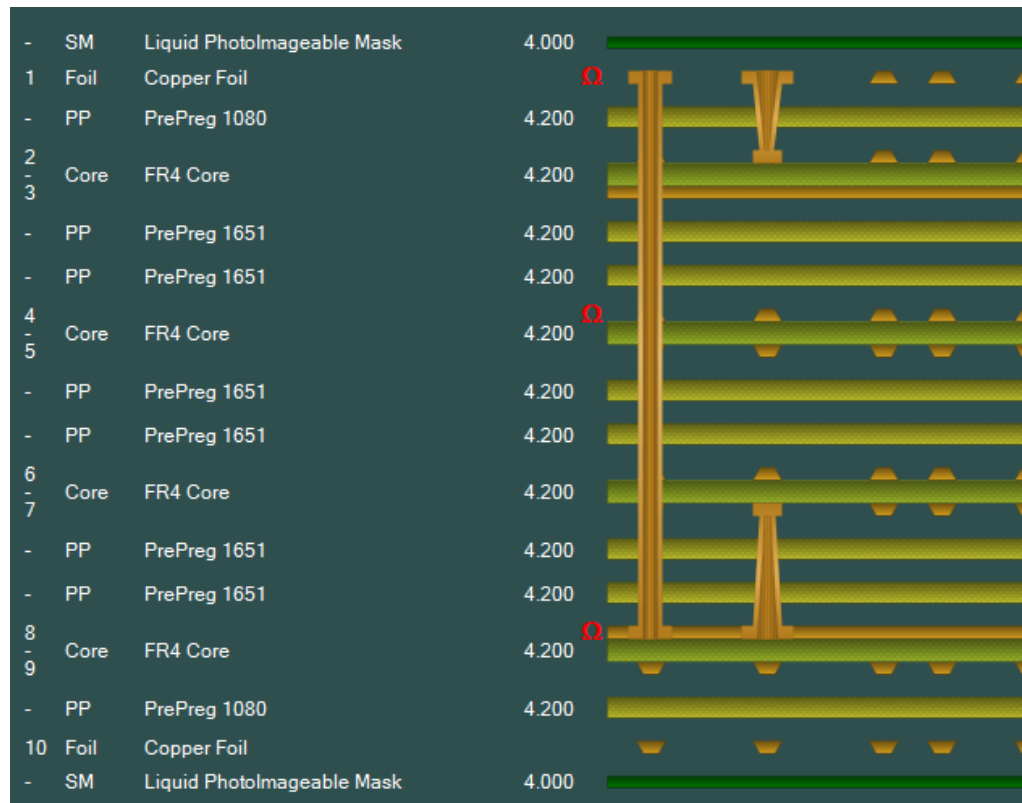 - SM Liquid PhotoImageable Mask 4.000
1 Foil Copper Foil Ω
- PP PrePreg 1080 4.200
2 - 3 Core FR4 Core 4.200
- PP PrePreg 1651 4.200
- PP PrePreg 1651 4.200
4 - 5 Core FR4 Core 4.200 Ω
- PP PrePreg 1651 4.200
- PP PrePreg 1651 4.200
6 - 7 Core FR4 Core 4.200
- PP PrePreg 1651 4.200
- PP PrePreg 1651 4.200
8 - 9 Core FR4 Core 4.200 Ω
- PP PrePreg 1080 4.200
10 Foil Copper Foil
- SM Liquid PhotoImageable Mask 4.000